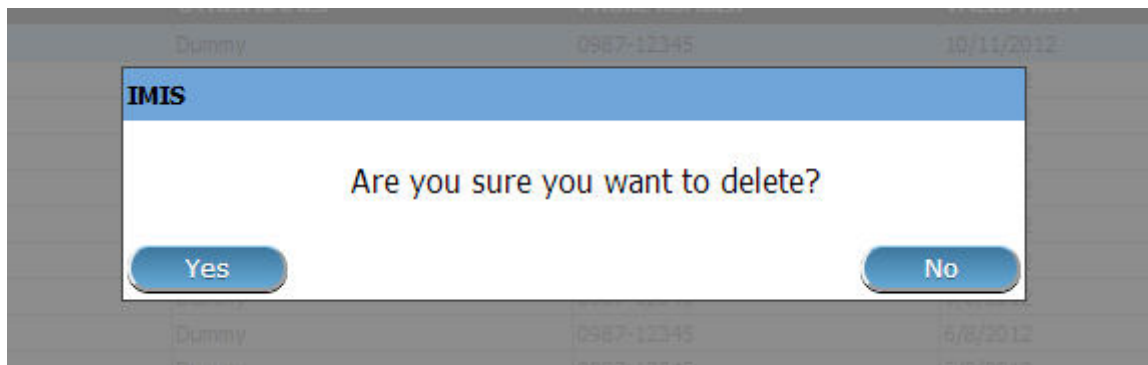 Dummy 0987-12345 10/11/2012
IMIS
Are you sure you want to delete?
Yes No
Dummy 0987-12345 6/8/2012